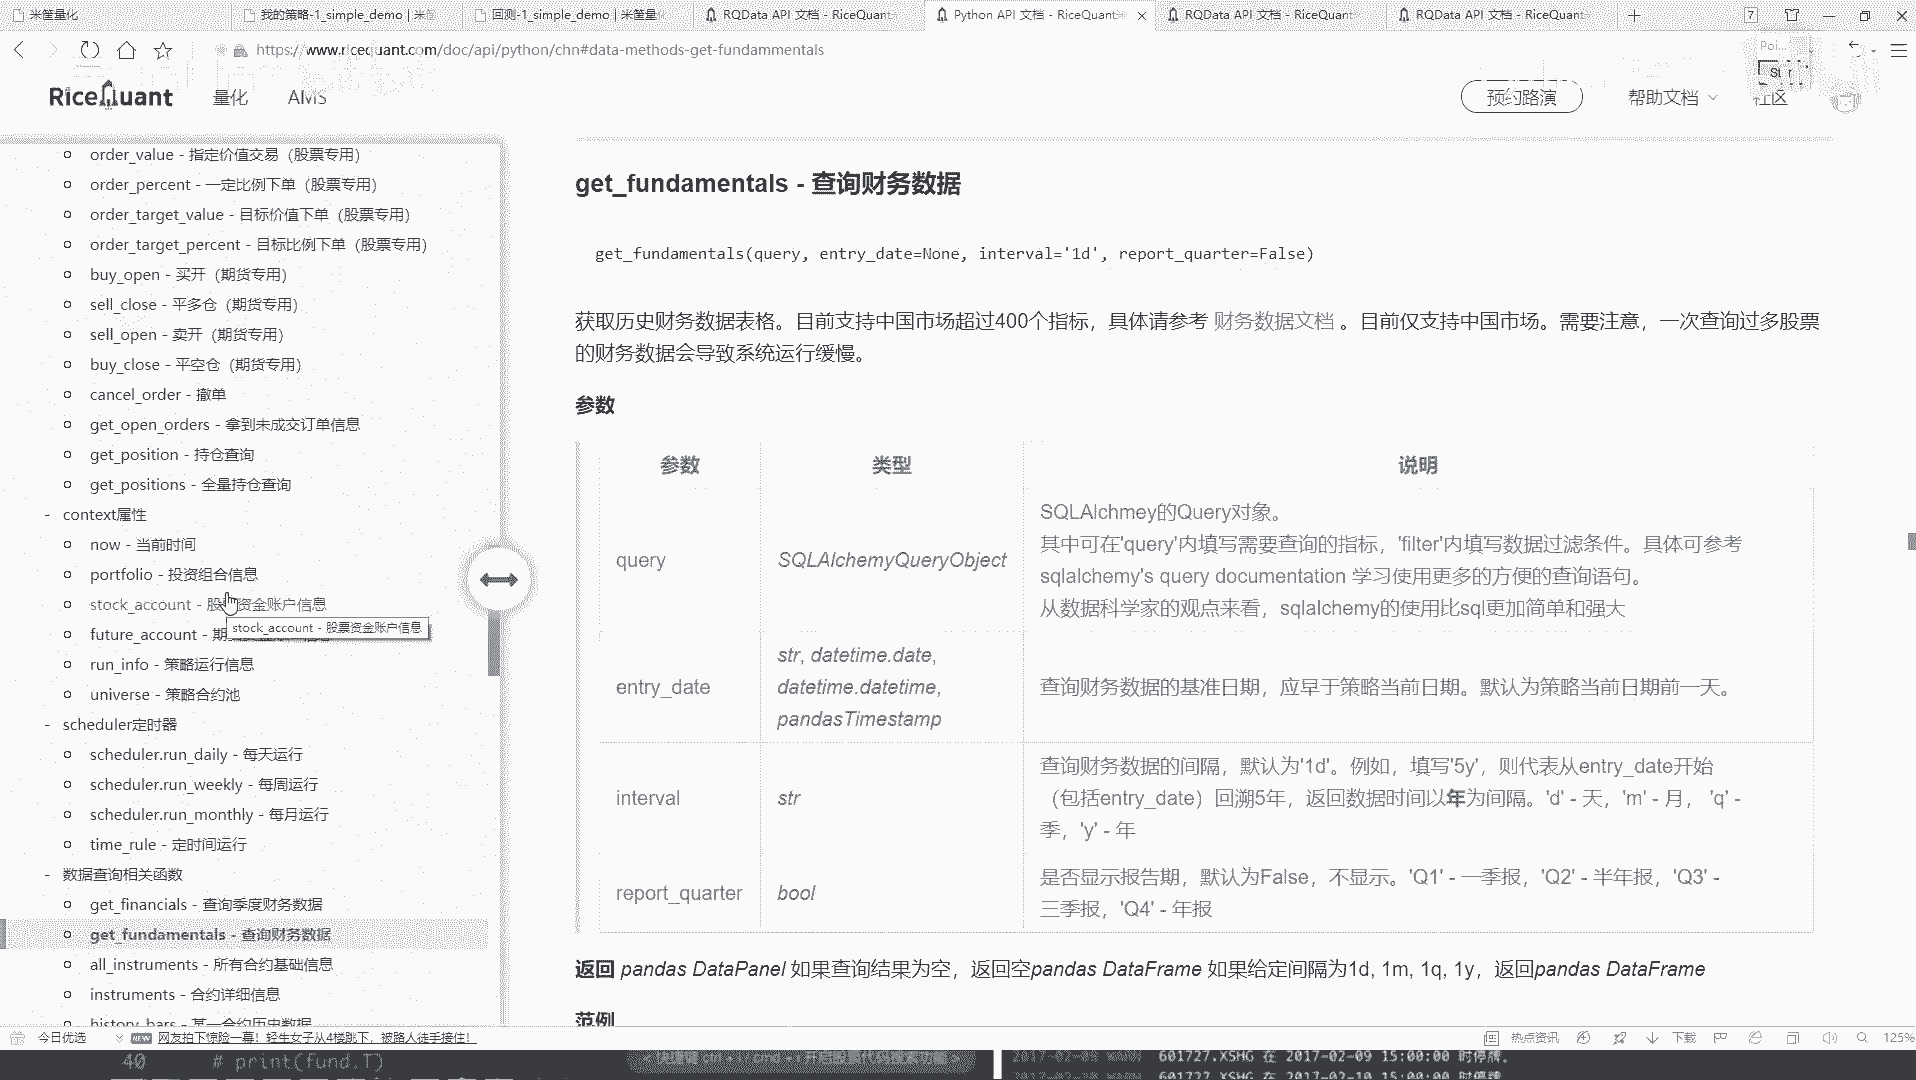 米筐量化
我的策略-1_simple_demo | 米筐
回测-1_simple_demo | 米筐量化
RQData API 文档 - RiceQuant
Python API 文档 - RiceQuant
RQData API 文档 - RiceQuant
RQData API 文档 - RiceQuant
7
https://www.ricequant.com/doc/api/python/chn#data-methods-get-fundammentals
RiceQuant
量化
AMS
预约路演
帮助文档
社区
order_value - 指定价值交易（股票专用）
order_percent - 一定比例下单（股票专用）
order_target_value - 目标价值下单（股票专用）
order_target_percent - 目标比例下单（股票专用）
buy_open - 买开（期货专用）
sell_close - 平多仓（期货专用）
sell_open - 卖开（期货专用）
buy_close - 平空仓（期货专用）
cancel_order - 撤单
get_open_orders - 拿到未成交订单信息
get_position - 持仓查询
get_positions - 全量持仓查询
- context属性
now - 当前时间
portfolio - 投资组合信息
stock_account - 股票资金账户信息
stock_account - 股票资金账户信息
future_account - 期
run_info - 策略运行信息
universe - 策略合约池
- scheduler定时器
scheduler.run_daily - 每天运行
scheduler.run_weekly - 每周运行
scheduler.run_monthly - 每月运行
time_rule - 定时间运行
- 数据查询相关函数
get_financials - 查询季度财务数据
get_fundamentals - 查询财务数据
all_instruments - 所有合约基础信息
instruments - 合约详细信息
history_bars - 某一合约历史数据
get_fundamentals - 查询财务数据
get_fundamentals(query, entry_date=None, interval='1d', report_quarter=False)
获取历史财务数据表格。目前支持中国市场超过400个指标，具体请参考 财务数据文档 。目前仅支持中国市场。需要注意，一次查询过多股票
的财务数据会导致系统运行缓慢。
参数
参数 类型 说明
query SQLAlchemyQueryObject
SQLAlchmey的Query对象。
其中可在'query'内填写需要查询的指标，'filter'内填写数据过滤条件。具体可参考
sqlalchemy's query documentation 学习使用更多的方便的查询语句。
从数据科学家的观点来看，sqlalchemy的使用比sql更加简单和强大
entry_date
str, datetime.date,
datetime.datetime,
pandasTimestamp
查询财务数据的基准日期，应早于策略当前日期。默认为策略当前日期前一天。
interval str
查询财务数据的间隔，默认为'1d'。例如，填写'5y'，则代表从entry_date开始
（包括entry_date）回溯5年，返回数据时间以年为间隔。'd' - 天，'m' - 月， 'q' -
季，'y' - 年
report_quarter bool
是否显示报告期，默认为False，不显示。'Q1' - 一季报，'Q2' - 半年报，'Q3' -
三季报，'Q4' - 年报
返回 pandas DataPanel 如果查询结果为空，返回空pandas DataFrame 如果给定间隔为1d, 1m, 1q, 1y，返回pandas DataFrame
范例
今日优选
NEW 网友拍下惊险一幕！轻生女子从4楼跳下，被路人徒手接住！
热点资讯
下载
125%
40 # print(fund.T)
2017-02-09 WARN 601727.XSHG 在 2017-02-09 15:00:00 时停牌。
2017-02-10 WARN 601727.XSHG 在 2017-02-10 15:00:00 时停牌。